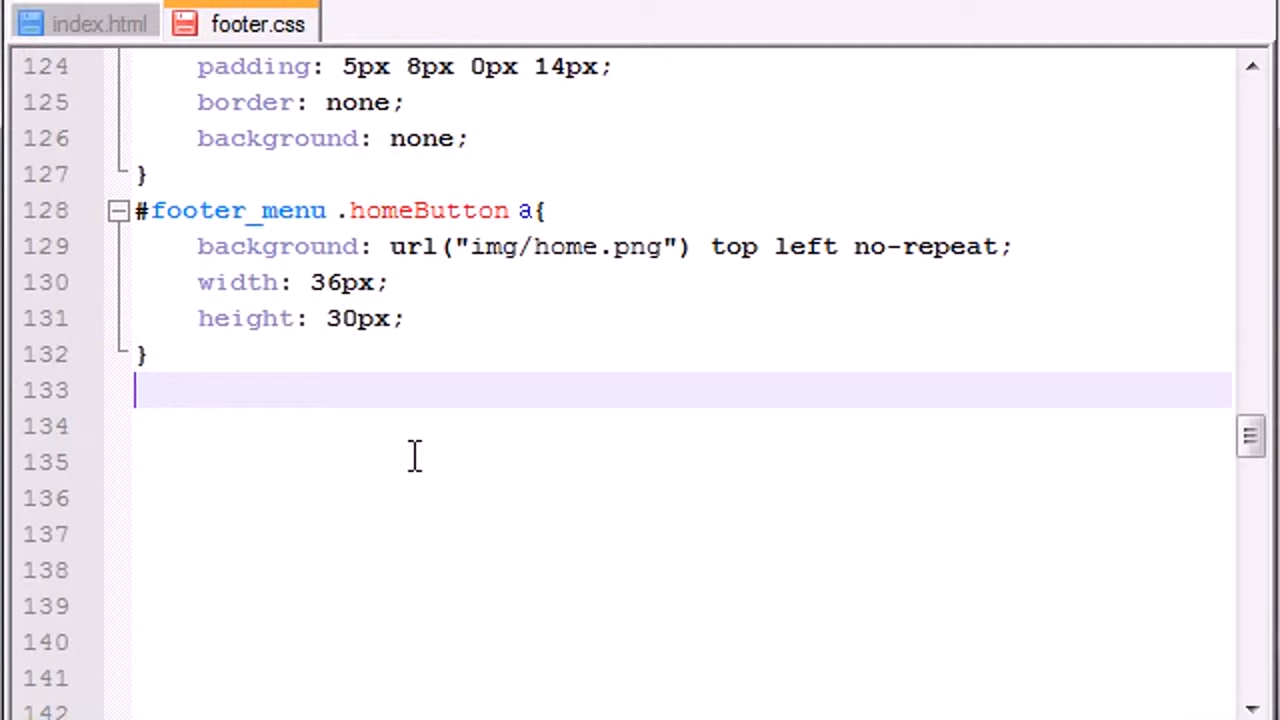 index.html footer.css
124 padding: 5px 8px 0px 14px;
125 border: none;
126 background: none;
127 }
128 #footer_menu .homeButton a{
129 background: url("img/home.png") top left no-repeat;
130 width: 36px;
131 height: 30px;
132 }
133
134
135
136
137
138
139
140
141
142